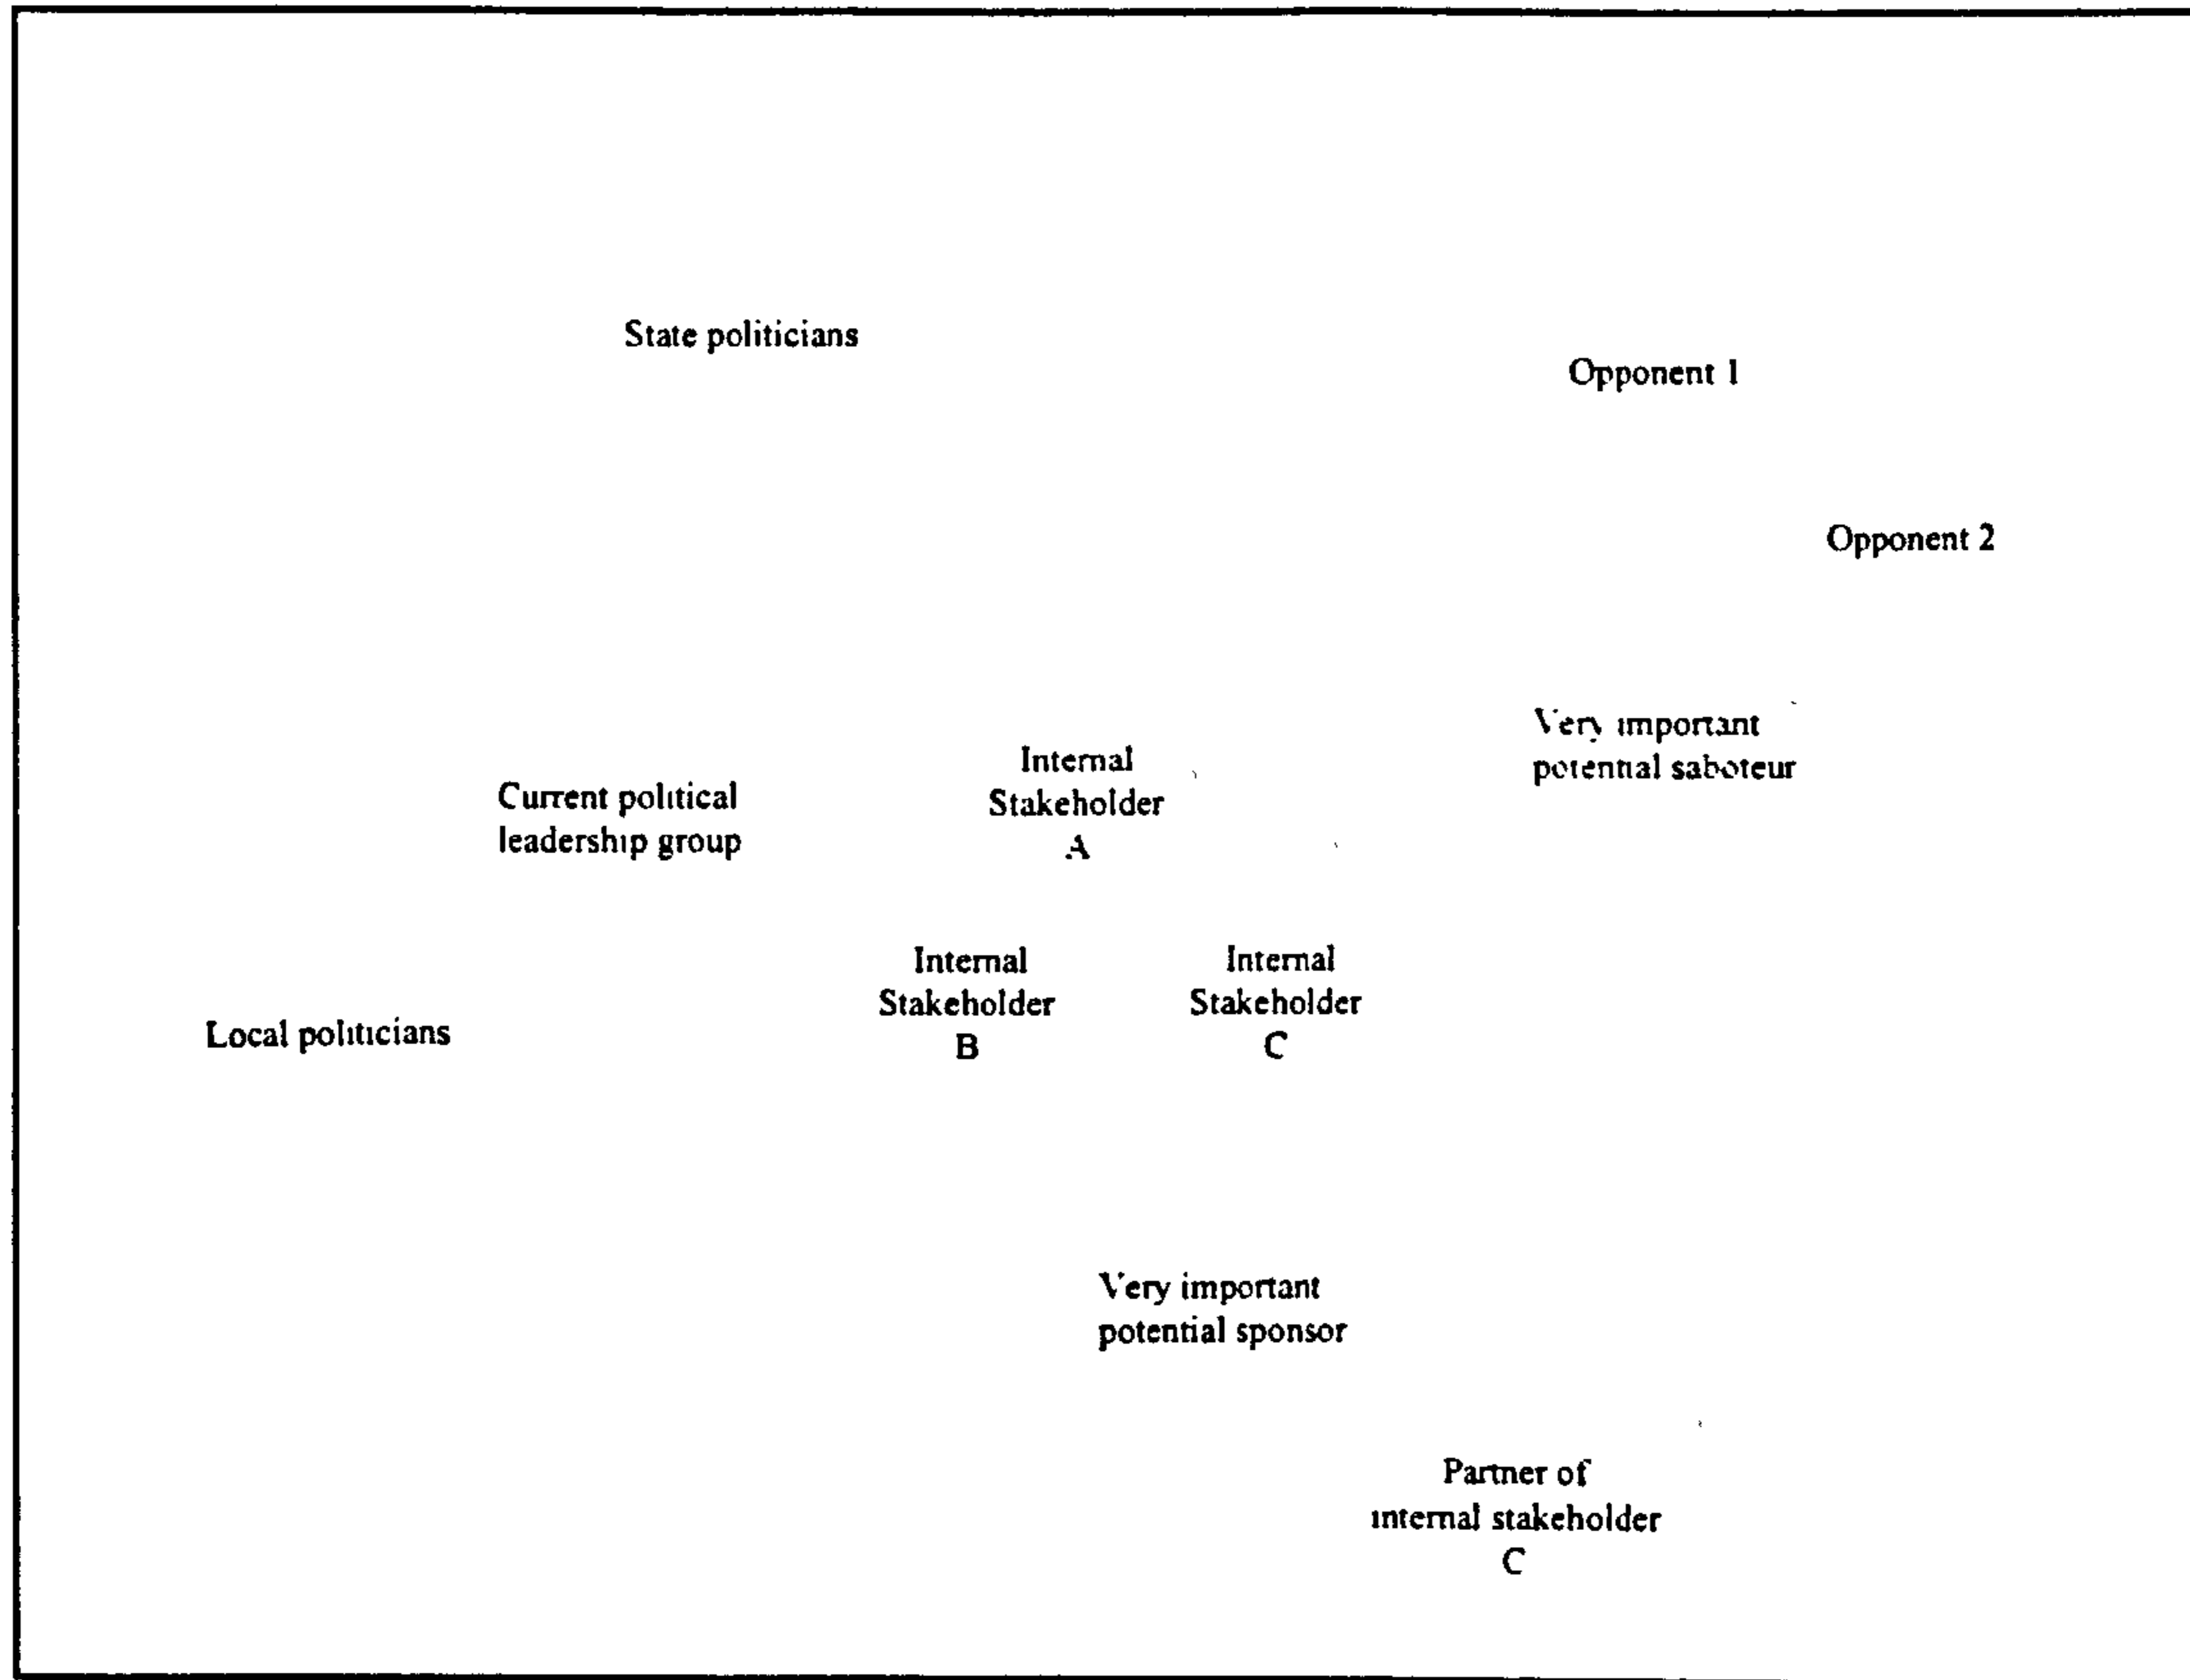 State politicians
Opponent 1
Opponent 2
Very important
potential saboteur
Internal
Stakeholder
A
Current political
leadership group
Internal
Stakeholder
B
Internal
Stakeholder
C
Local politicians
Very important
potential sponsor
Partner of
internal stakeholder
C